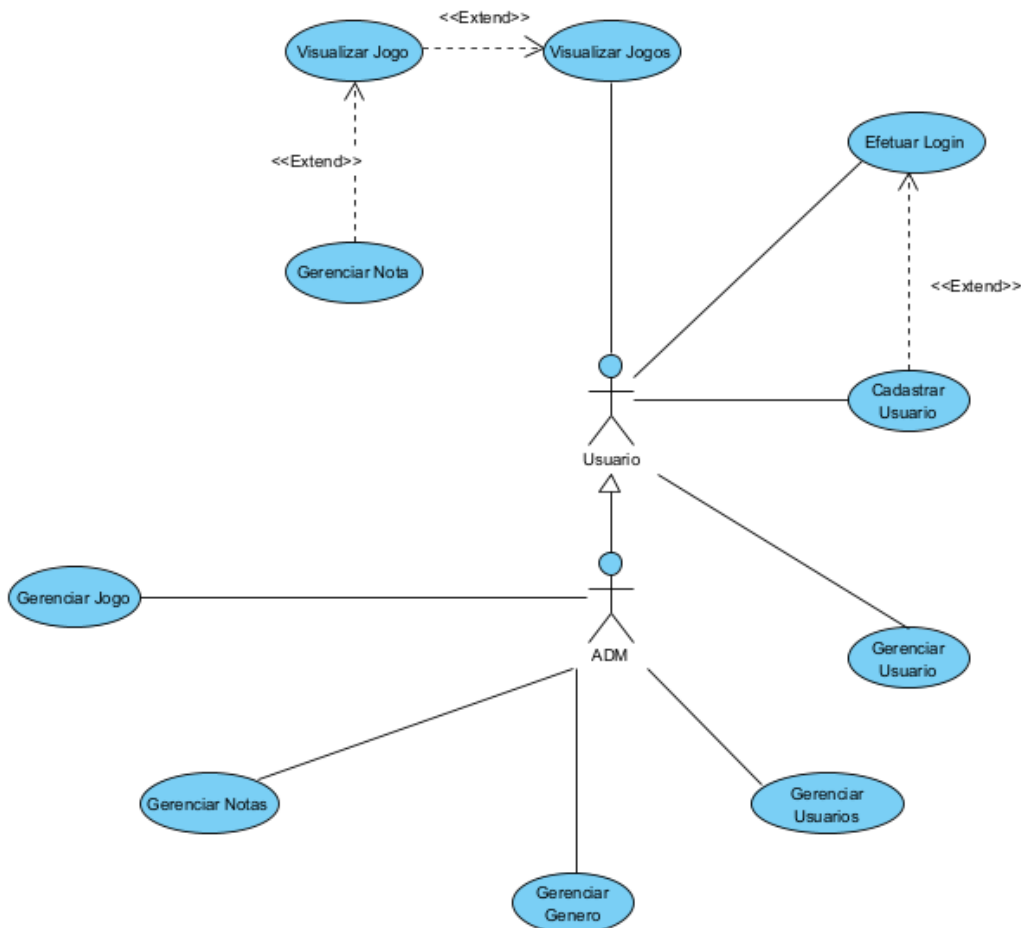 <<Extend>>
Visualizar Jogo
Visualizar Jogos
Efetuar Login
<<Extend>>
Gerenciar Nota
<<Extend>>
Cadastrar
Usuario
Usuario
Gerenciar Jogo
ADM
Gerenciar
Usuario
Gerenciar Notas
Gerenciar
Usuarios
Gerenciar
Genero